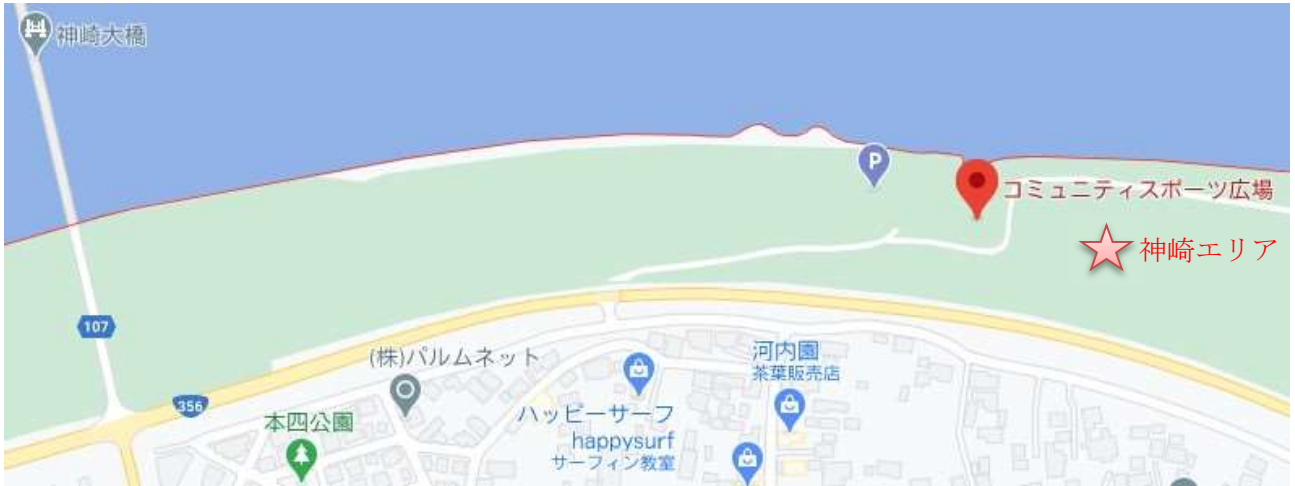 神崎大橋
P
コミュニティスポーツ広場
神崎エリア
107
(株)パルムネット
河内園
茶葉販売店
356
本四公園
ハッピーサーフ
happysurf
サーフィン教室